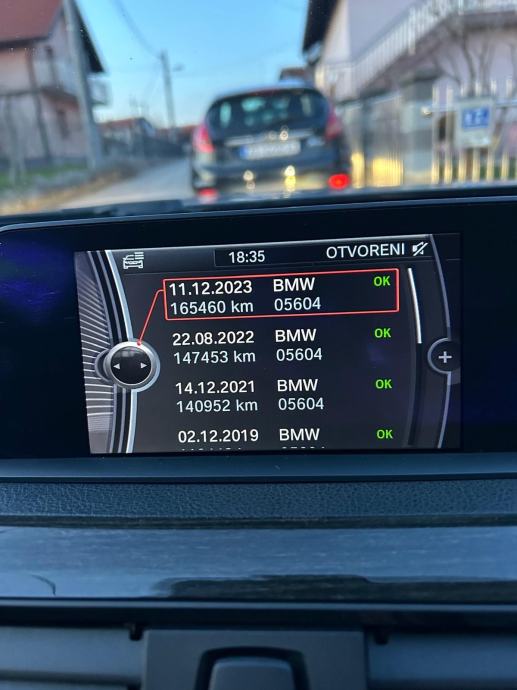 18:35
OTVORENI
11.12.2023 BMW OK
165460 km 05604
22.08.2022 BMW OK
147453 km 05604
14.12.2021 BMW OK
140952 km 05604
02.12.2019 BMW OK